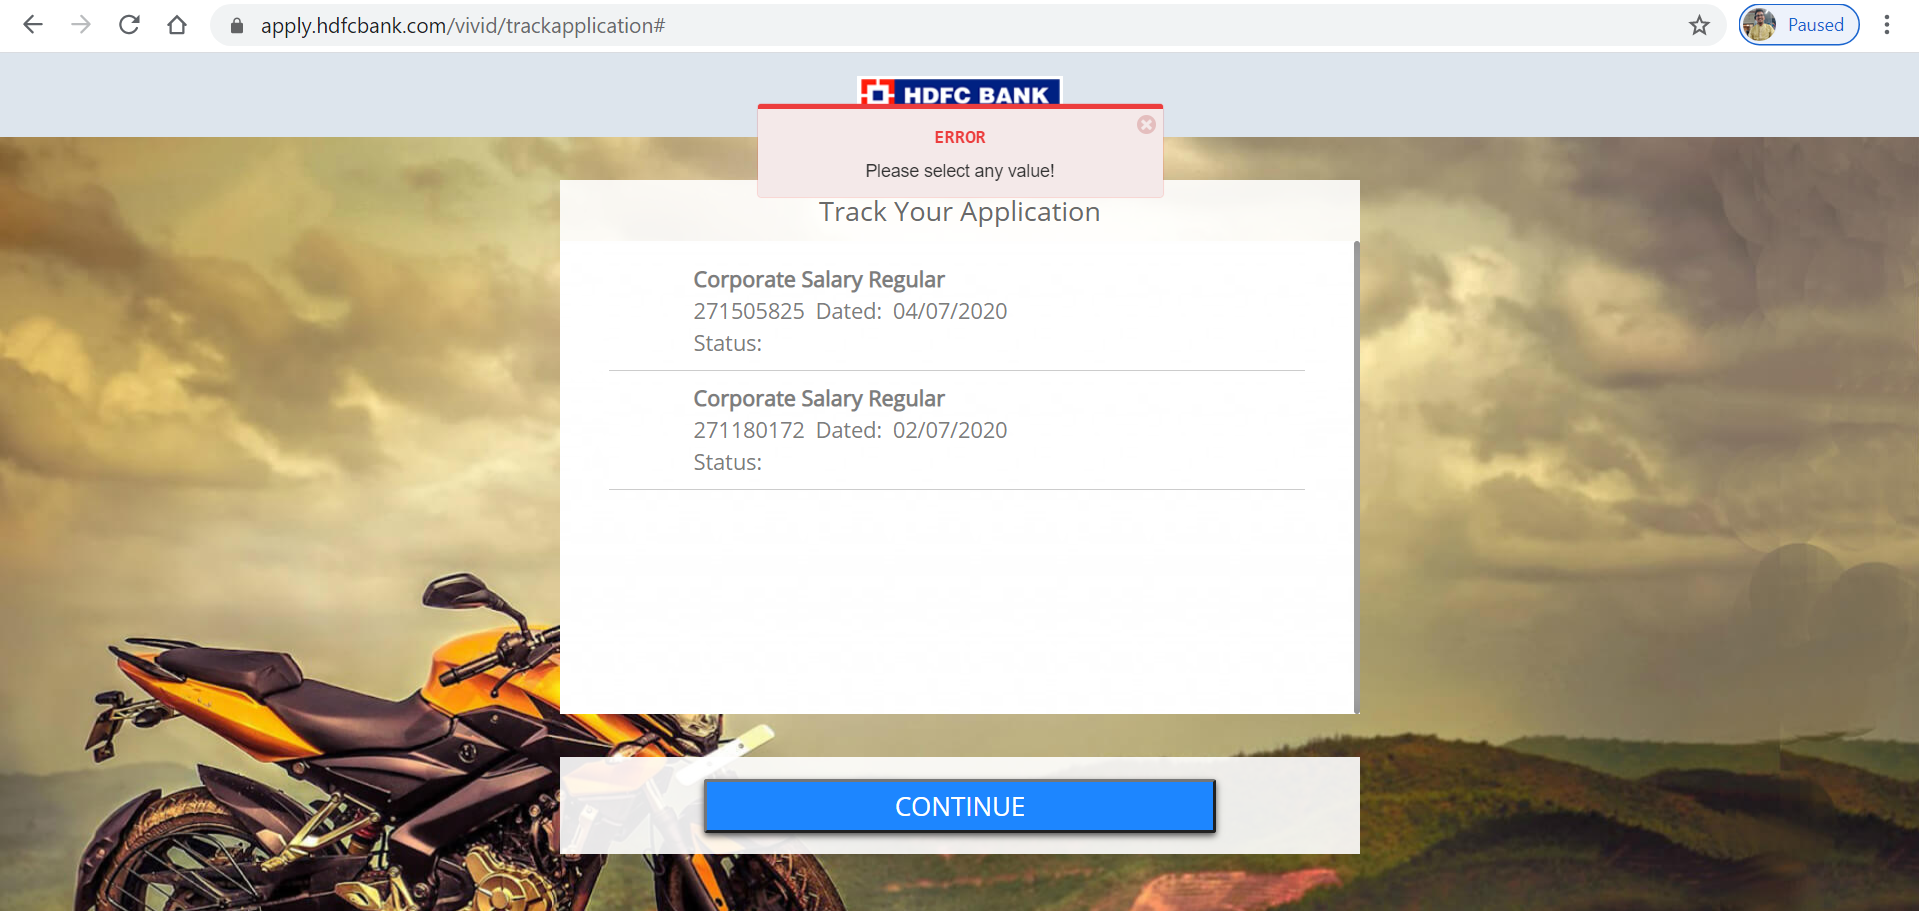 apply.hdfcbank.com/vivid/trackapplication#
Paused
HDFC BANK
ERROR
Please select any value!
Track Your Application
Corporate Salary Regular
271505825 Dated: 04/07/2020
Status:
Corporate Salary Regular
271180172 Dated: 02/07/2020
Status:
CONTINUE